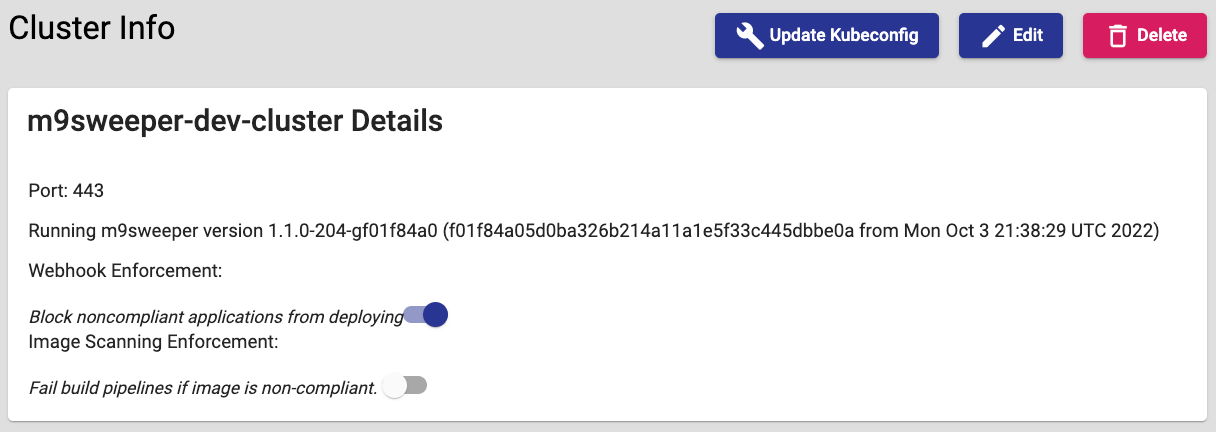 Cluster Info
Update Kubeconfig
Edit
Delete
m9sweeper-dev-cluster Details
Port: 443
Running m9sweeper version 1.1.0-204-gf01f84a0 (f01f84a05d0ba326b214a11a1e5f33c445dbbe0a from Mon Oct 3 21:38:29 UTC 2022)
Webhook Enforcement:
Block noncompliant applications from deploying
Image Scanning Enforcement:
Fail build pipelines if image is non-compliant.